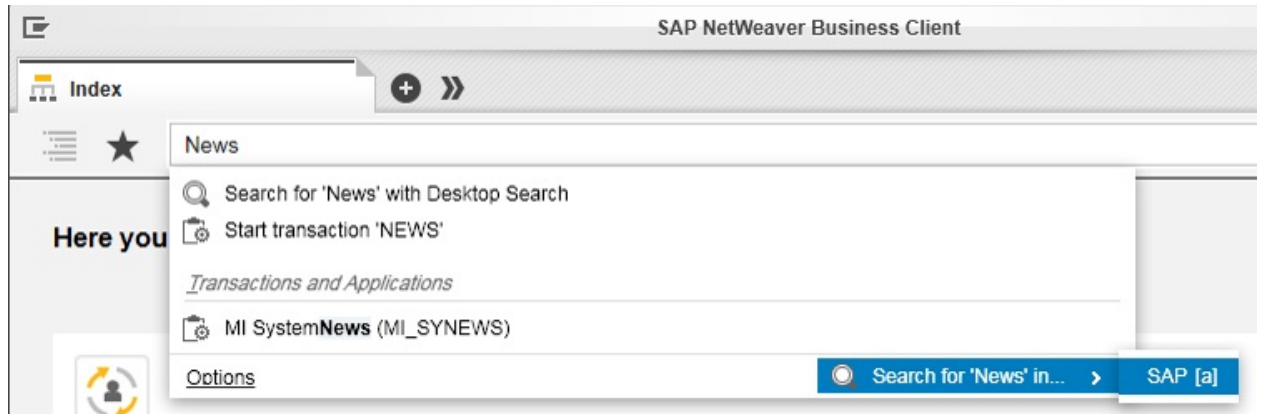 SAP NetWeaver Business Client
Index
News
Search for 'News' with Desktop Search
Start transaction 'NEWS'
Here you
Transactions and Applications
MI SystemNews (MI_SYNEWS)
Options
Search for 'News' in...
SAP [a]